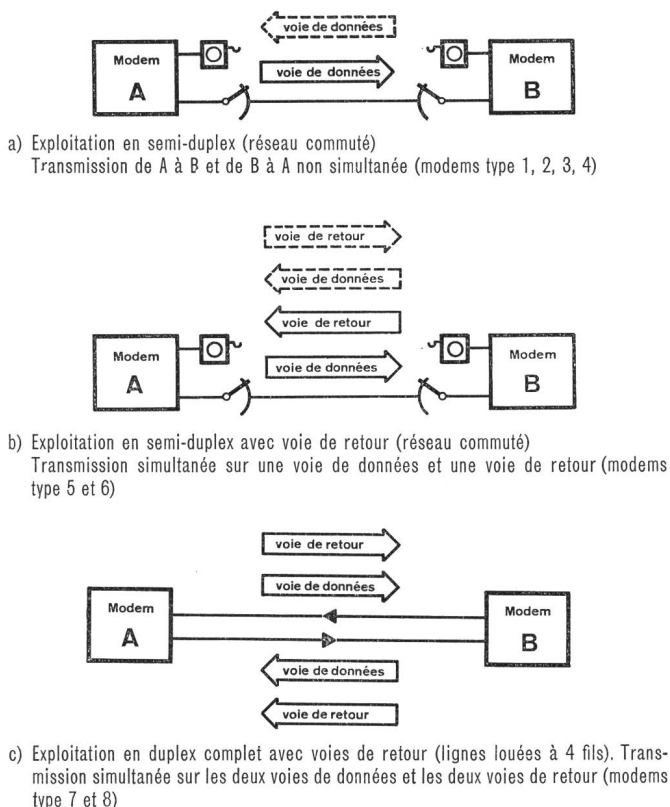 voie de données
voie de données
Modem
A
Modem
B
a) Exploitation en semi-duplex (réseau commuté)
Transmission de A à B et de B à A non simultanée (modems type 1, 2, 3, 4)
voie de retour
voie de données
voie de retour
voie de données
Modem
A
Modem
B
b) Exploitation en semi-duplex avec voie de retour (réseau commuté)
Transmission simultanée sur une voie de données et une voie de retour (modems
type 5 et 6)
voie de retour
voie de données
Modem
A
Modem
B
voie de données
voie de retour
c) Exploitation en duplex complet avec voies de retour (lignes louées à 4 fils). Trans-
mission simultanée sur les deux voies de données et les deux voies de retour (modems
type 7 et 8)